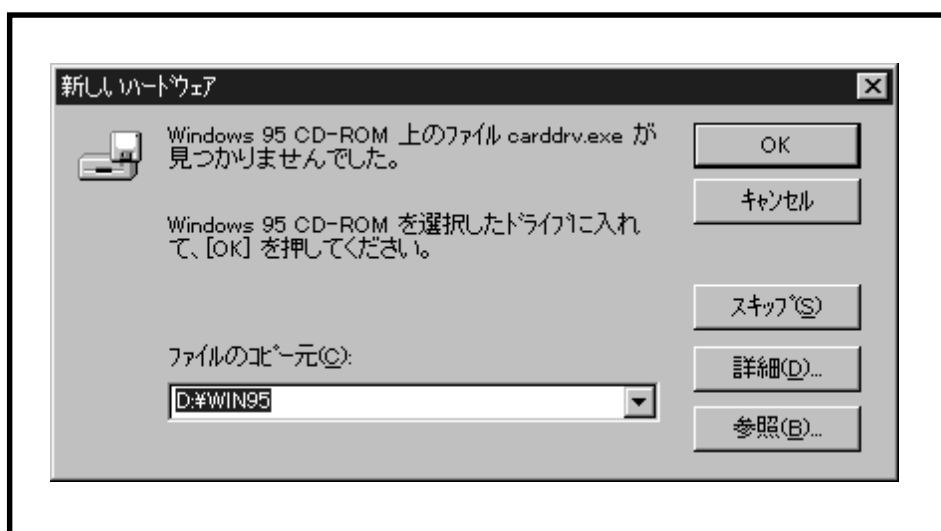 新しいハードウェア
Windows 95 CD-ROM 上のファイル carddrv.exe が
見つかりませんでした。
Windows 95 CD-ROM を選択したドライブに入れ
て、[OK] を押してください。
ファイルのコピー元(C):
D:¥WIN95
OK
キャンセル
スキップ(S)
詳細(D)...
参照(B)...